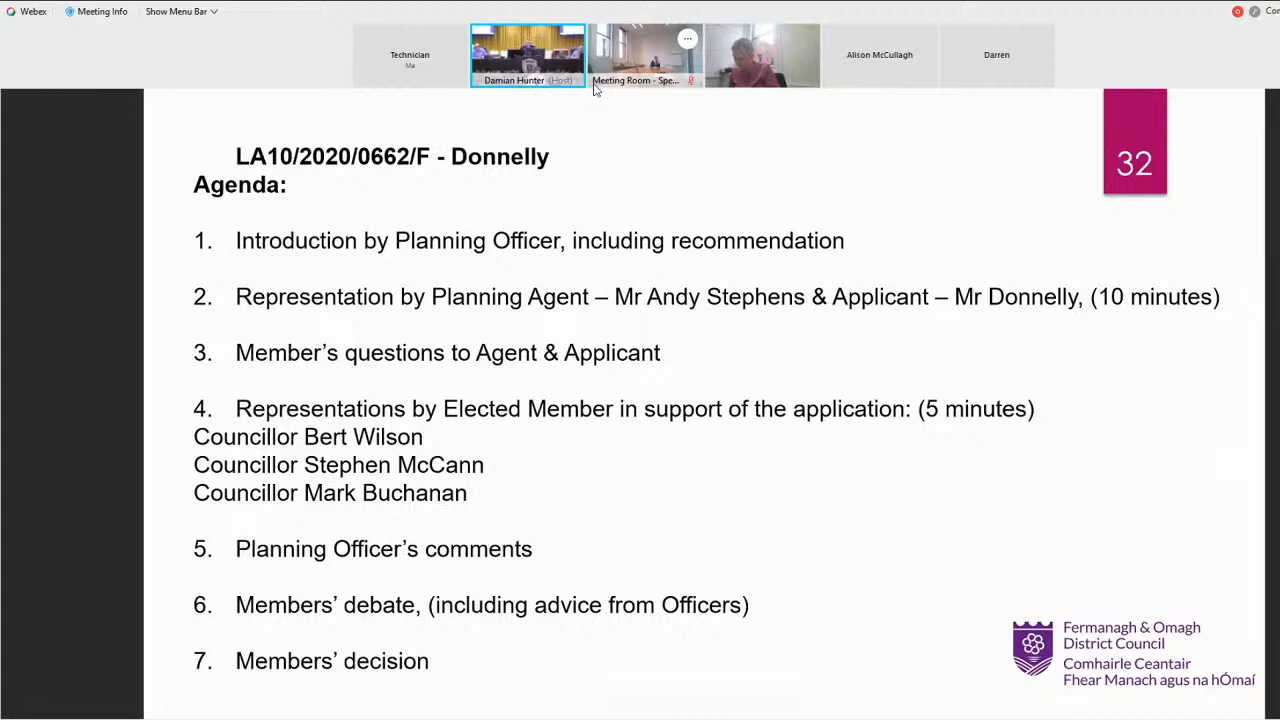 Webex
Meeting Info
Show Menu Bar
Technician
Me
Damian Hunter (Host)
Meeting Room - Spe...
Alison McCullagh
Darren
LA10/2020/0662/F - Donnelly
32
Agenda:
1. Introduction by Planning Officer, including recommendation
2. Representation by Planning Agent – Mr Andy Stephens & Applicant – Mr Donnelly, (10 minutes)
3. Member’s questions to Agent & Applicant
4. Representations by Elected Member in support of the application: (5 minutes)
Councillor Bert Wilson
Councillor Stephen McCann
Councillor Mark Buchanan
5. Planning Officer’s comments
6. Members’ debate, (including advice from Officers)
7. Members’ decision
Fermanagh & Omagh
District Council
Comhairle Ceantair
Fhear Manach agus na hÓmaí